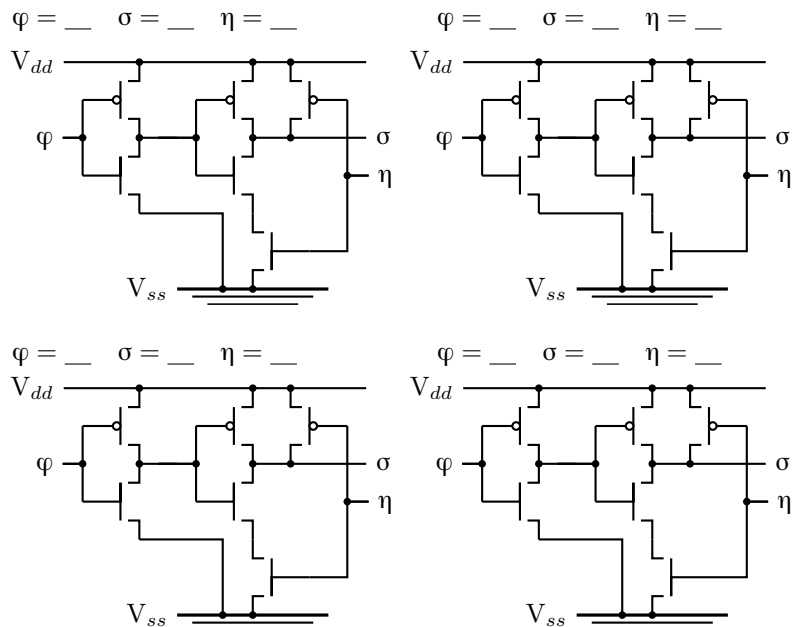 φ = __ σ = __ η = __
φ = __ σ = __ η = __
V_dd
V_dd
φ
σ
φ
σ
η
η
V_ss
V_ss
φ = __ σ = __ η = __
φ = __ σ = __ η = __
V_dd
V_dd
φ
σ
φ
σ
η
η
V_ss
V_ss